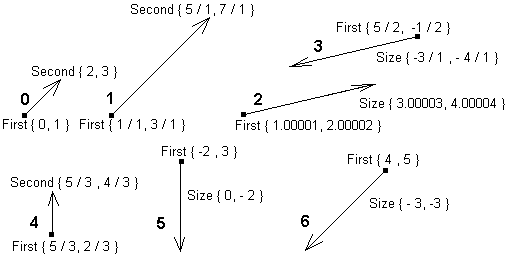 Second { 5 / 1, 7 / 1 }
First { 5 / 2, -1 / 2 }
3
Size { -3 / 1 , - 4 / 1 }
Second { 2, 3 }
0
1
2
Size { 3.00003, 4.00004 }
First { 0, 1 }
First { 1 / 1, 3 / 1 }
First { 1.00001, 2.00002 }
First { -2 , 3 }
First { 4 , 5 }
Second { 5 / 3 , 4 / 3 }
Size { 0, - 2 }
Size { - 3, -3 }
4
5
6
First { 5 / 3, 2 / 3 }